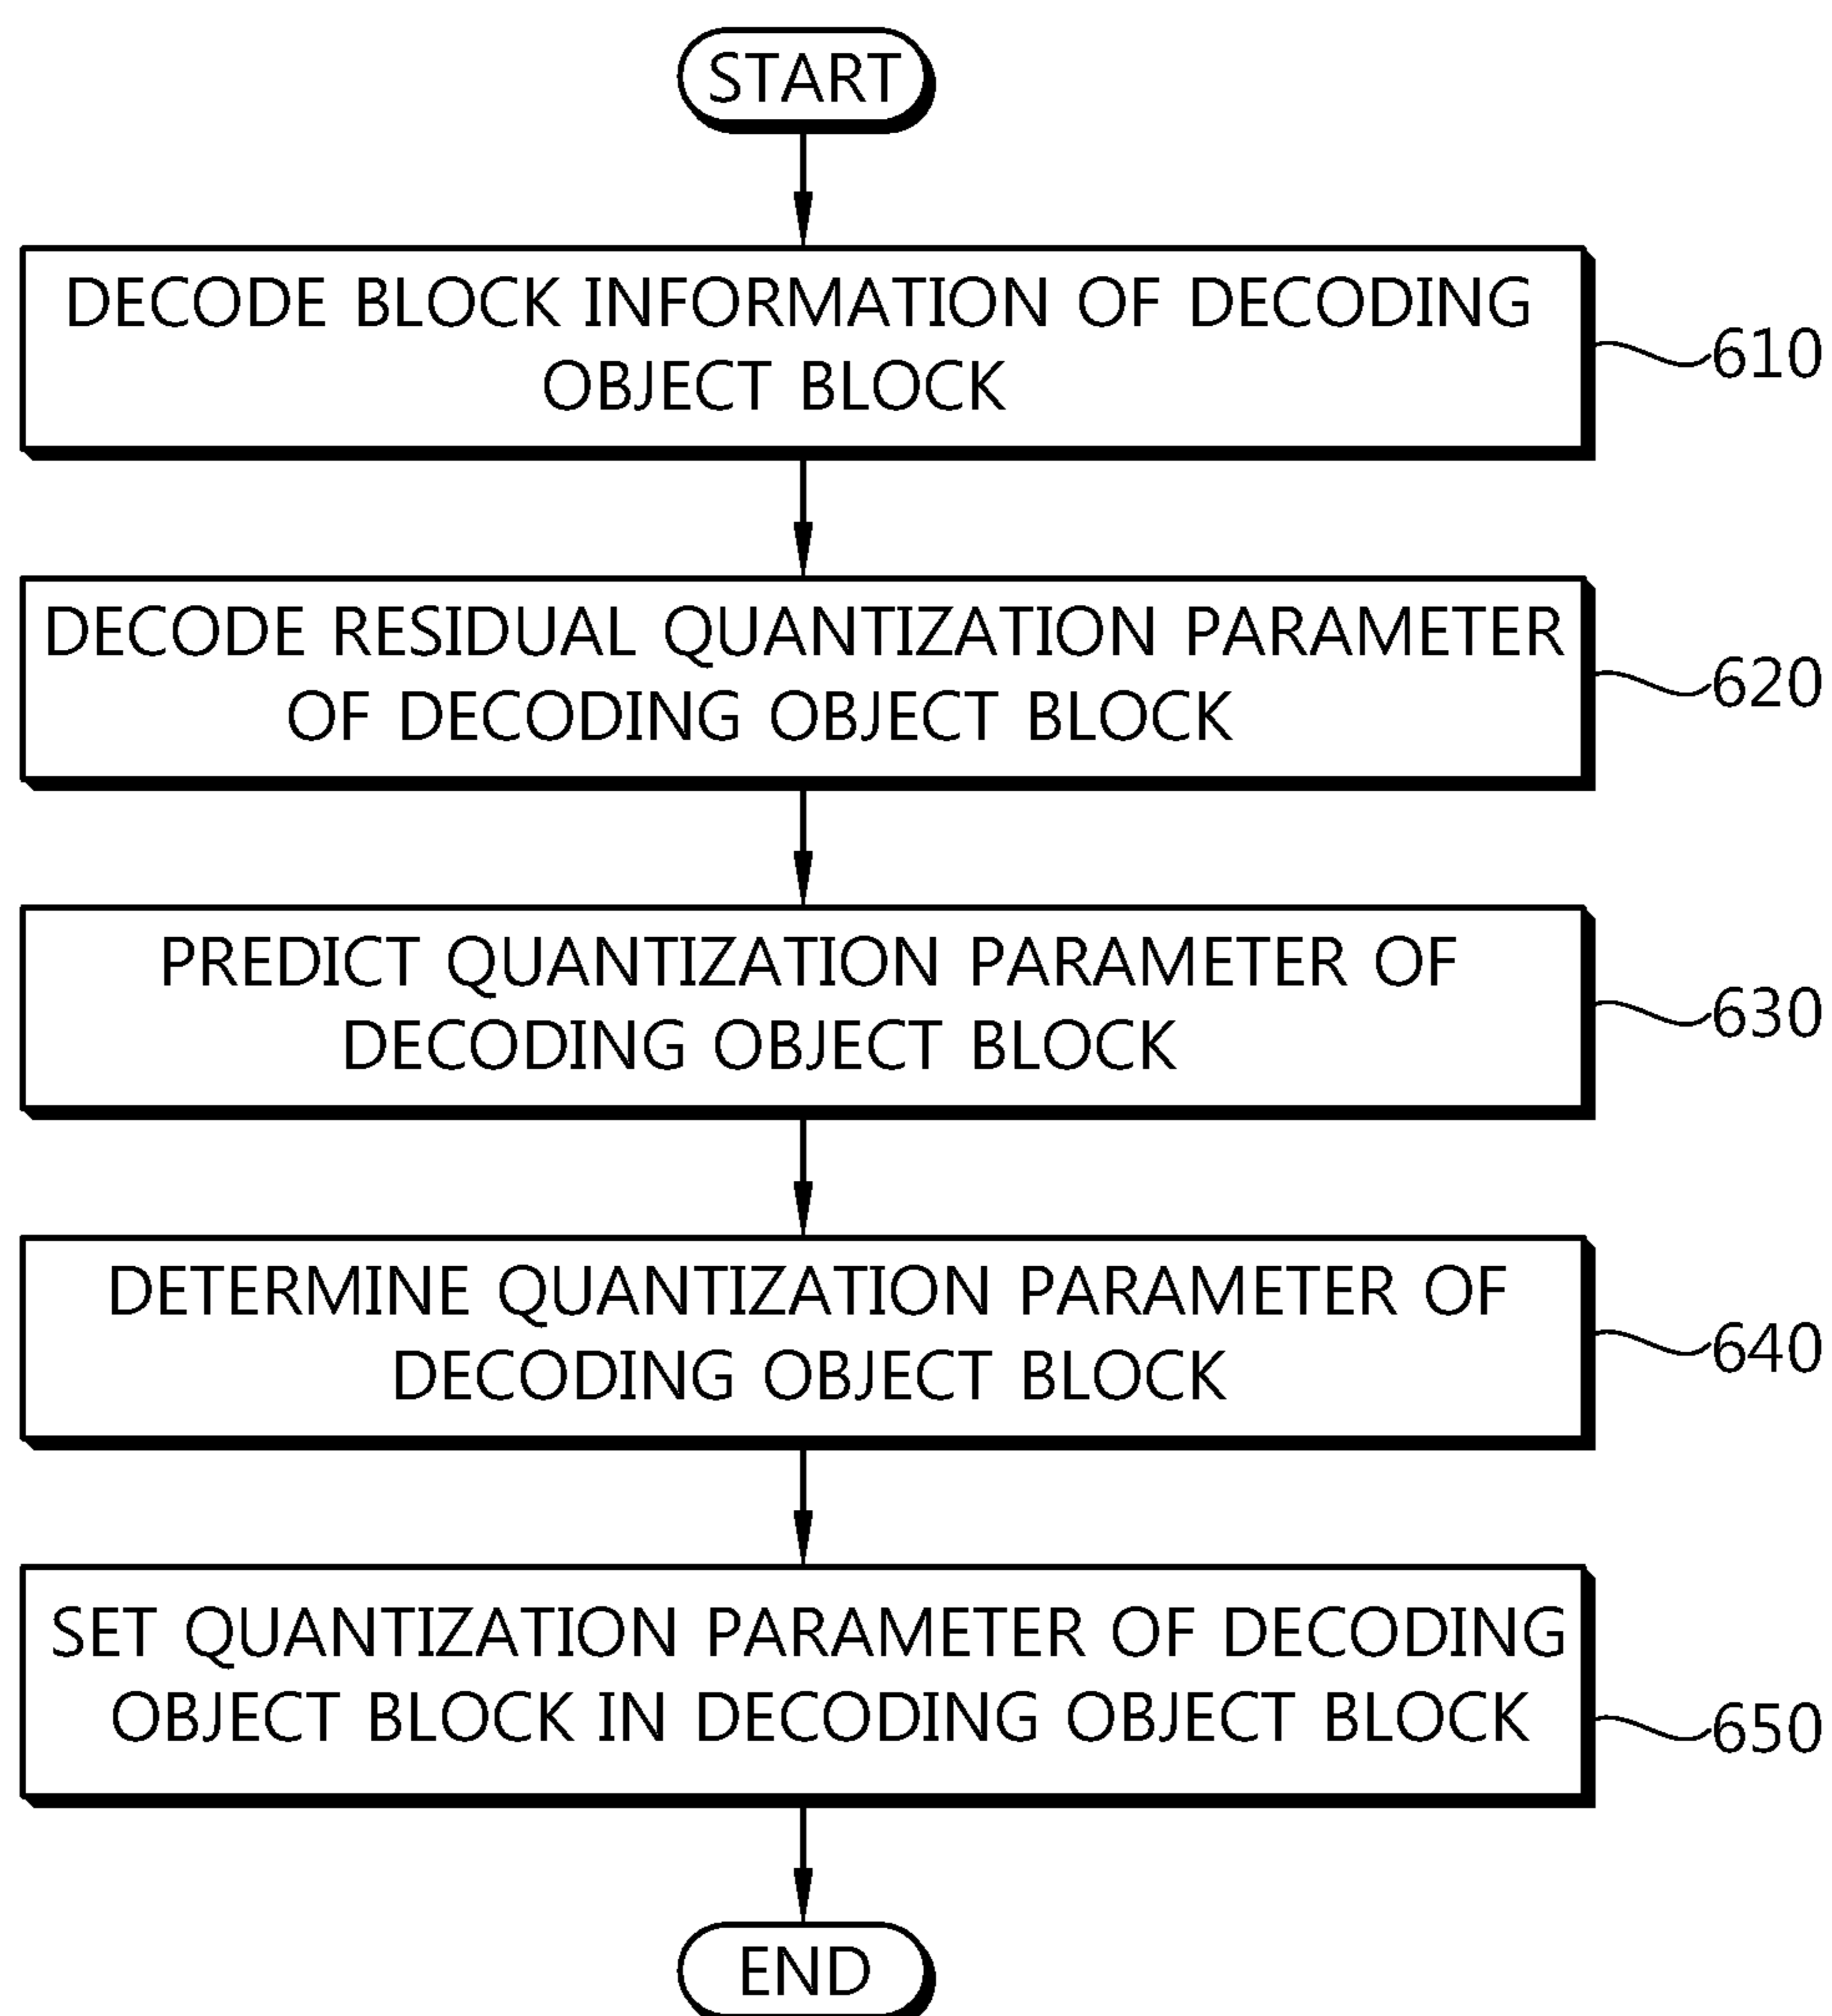 START
DECODE BLOCK INFORMATION OF DECODING
OBJECT BLOCK
610
DECODE RESIDUAL QUANTIZATION PARAMETER
OF DECODING OBJECT BLOCK
620
PREDICT QUANTIZATION PARAMETER OF
DECODING OBJECT BLOCK
630
DETERMINE QUANTIZATION PARAMETER OF
DECODING OBJECT BLOCK
640
SET QUANTIZATION PARAMETER OF DECODING
OBJECT BLOCK IN DECODING OBJECT BLOCK
650
END